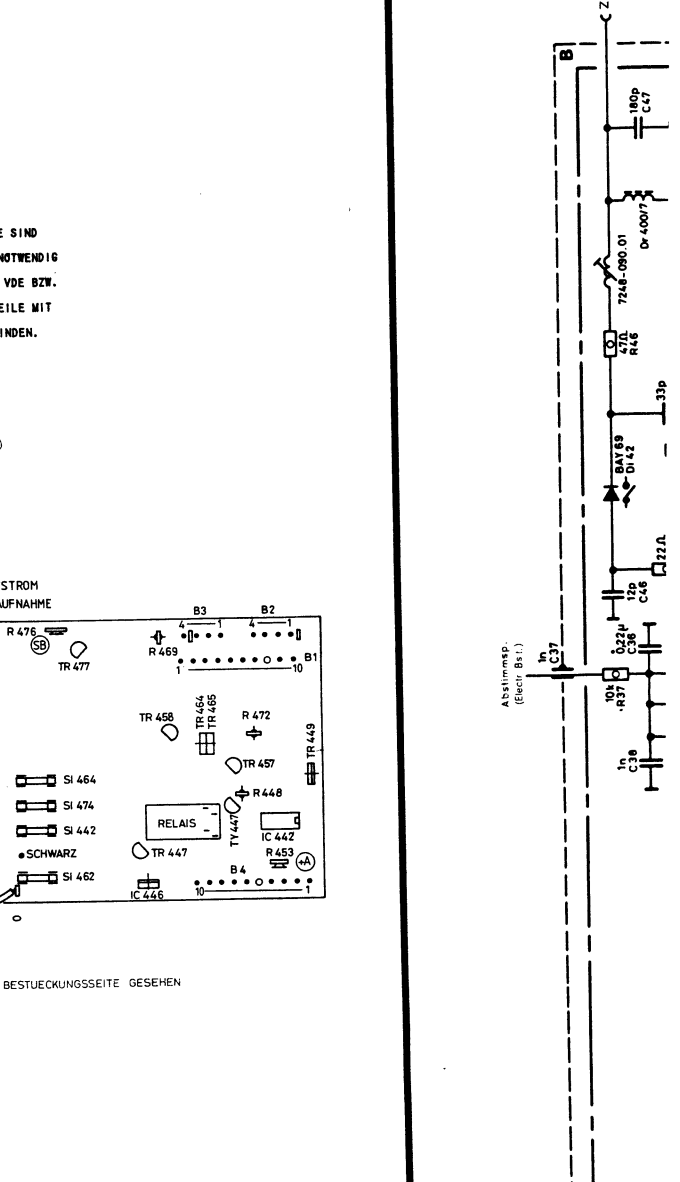 E SIND
NOTWENDIG
VDE BZW.
EILE MIT
INDEN.
)
STROM
AUFNAHME
R 476
SB
TR 477
R 469
B3
4 1
B2
4 1
B1
1 10
TR 458
TR 464
TR 465
R 472
TR 449
TR 457
R 448
SI 464
SI 474
SI 442
SCHWARZ
SI 462
RELAIS
TY 447
IC 442
TR 447
R 453
+A
B4
10 1
IC 446
BESTUECKUNGSSEITE GESEHEN
Z
B
180p
C47
Dr 400/7
7248-090.01
47Ω
R46
33p
BAY 69
Di 42
22Ω
12p
C46
Abstimmsp.
(Electr Bst.)
1n
C37
0,22µ
C36
10k
R37
1n
C38